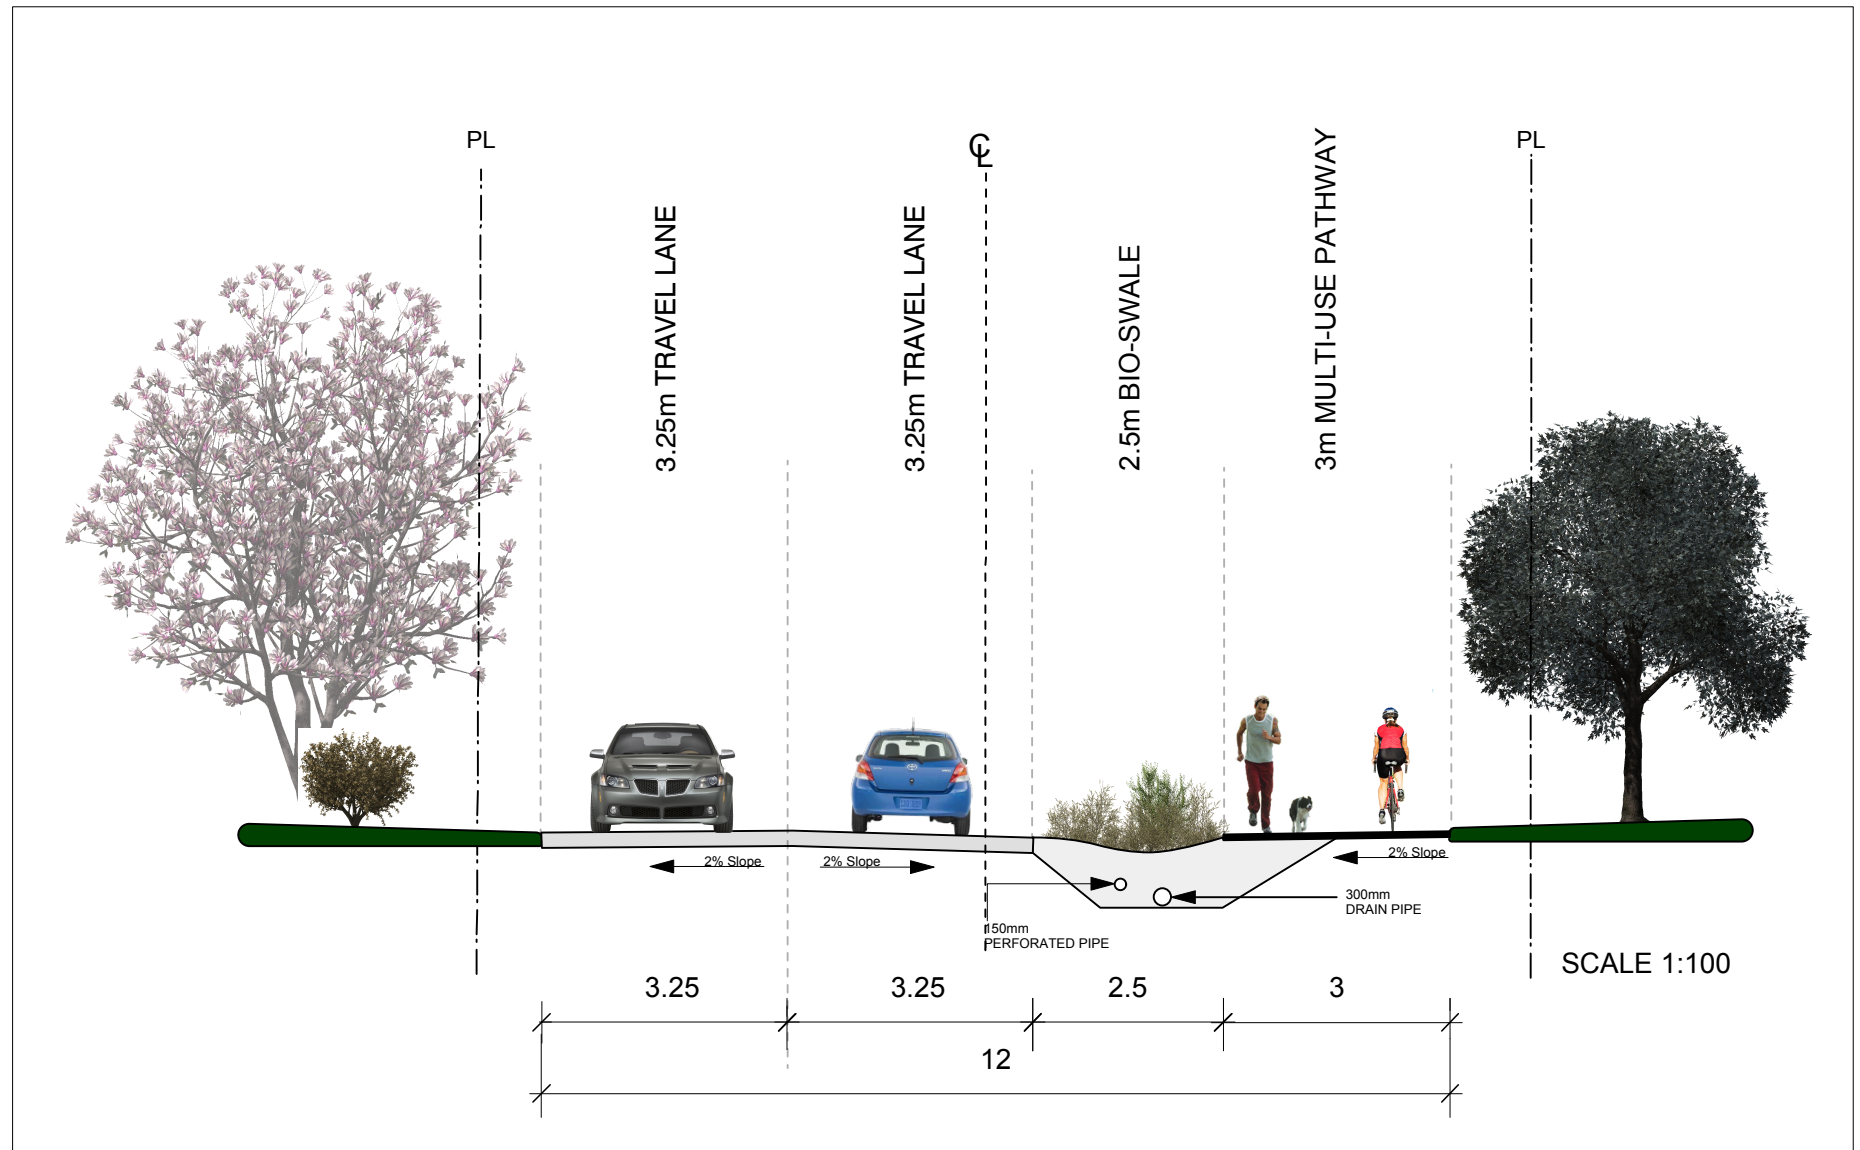 PL
℄
PL
3.25m TRAVEL LANE
3.25m TRAVEL LANE
2.5m BIO-SWALE
3m MULTI-USE PATHWAY
2% Slope
2% Slope
2% Slope
300mm
DRAIN PIPE
150mm
PERFORATED PIPE
SCALE 1:100
3.25
3.25
2.5
3
12